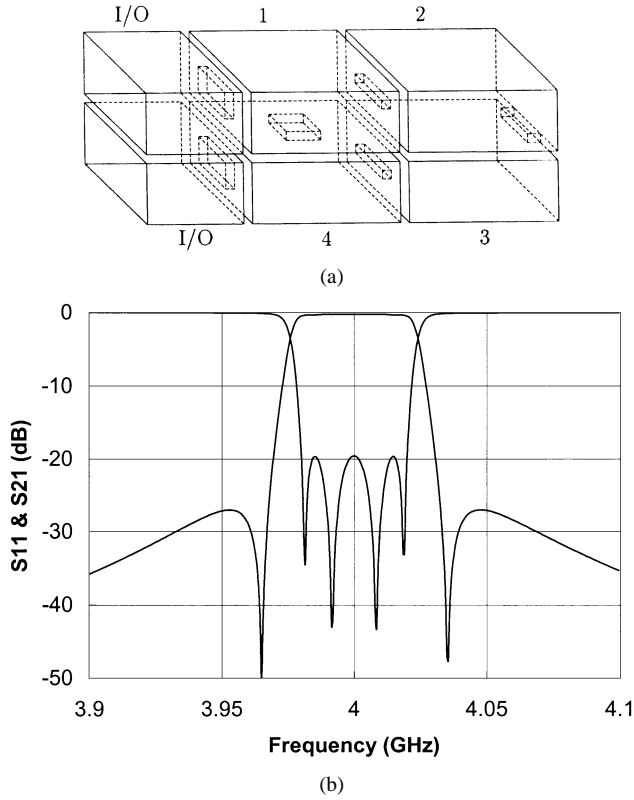 I/O 1 2
I/O 4 3
(a)
0
-10
-20
-30
-40
-50
S11 & S21 (dB)
3.9 3.95 4 4.05 4.1
Frequency (GHz)
(b)